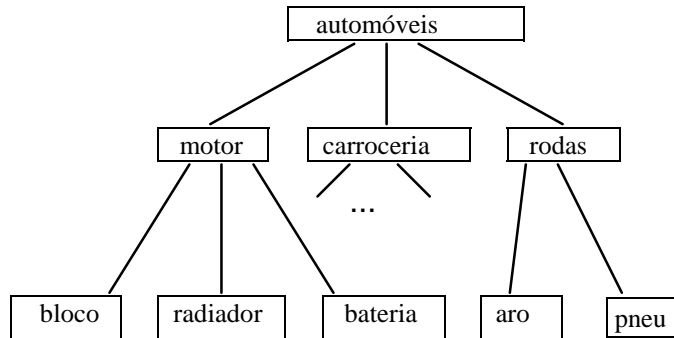 automóveis
motor
carroceria
rodas
...
bloco
radiador
bateria
aro
pneu